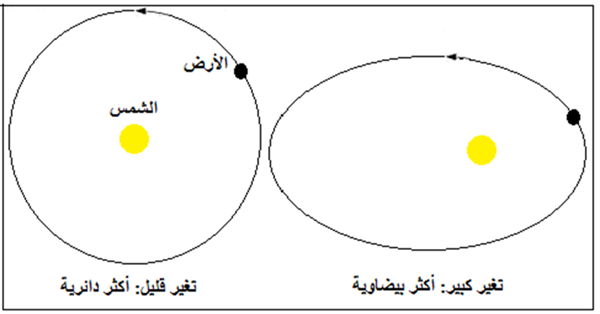 الأرض
الشمس
تغير كبير: أكثر بيضاوية
تغير قليل: أكثر دائرية